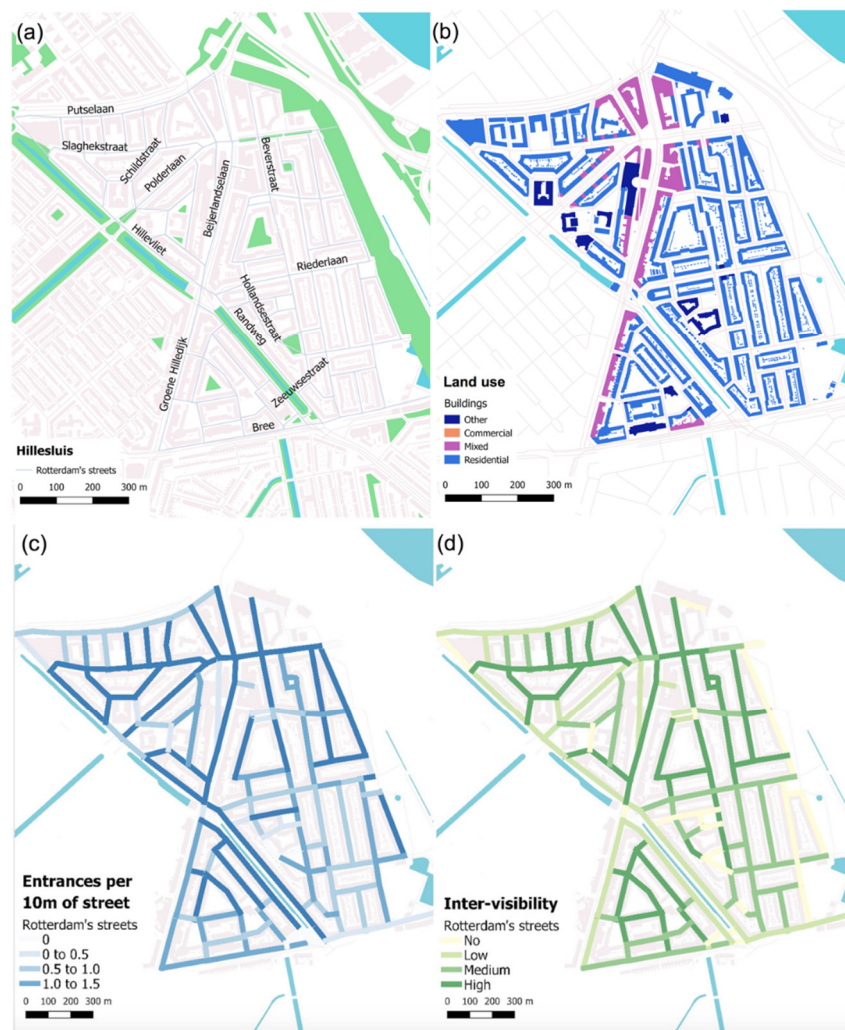 (a)
Putselaan
Slaghekstraat
Schildstraat
Polderlaan
Beijerlandselaan
Beverstraat
Hillevliet
Riederlaan
Hollandsestraat
Randweg
Groene Hilledijk
Zeeuwsestraat
Bree
Hillesluis
Rotterdam's streets
0 100 200 300 m
(b)
Land use
Buildings
Other
Commercial
Mixed
Residential
0 100 200 300 m
(c)
Entrances per
10m of street
Rotterdam's streets
0
0 to 0.5
0.5 to 1.0
1.0 to 1.5
0 100 200 300 m
(d)
Inter-visibility
Rotterdam's streets
No
Low
Medium
High
0 100 200 300 m